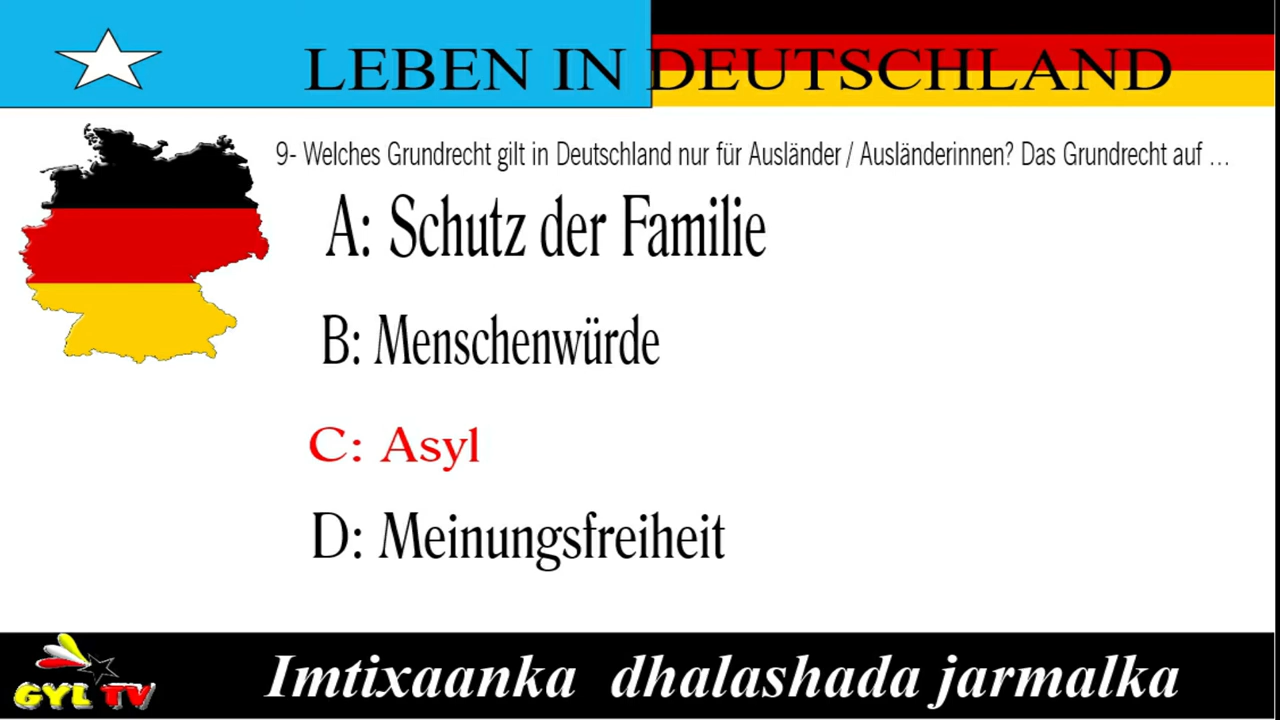 LEBEN IN DEUTSCHLAND
9- Welches Grundrecht gilt in Deutschland nur für Ausländer / Ausländerinnen? Das Grundrecht auf ...
A: Schutz der Familie
B: Menschenwürde
C: Asyl
D: Meinungsfreiheit
GYL TV
Imtixaanka dhalashada jarmalka